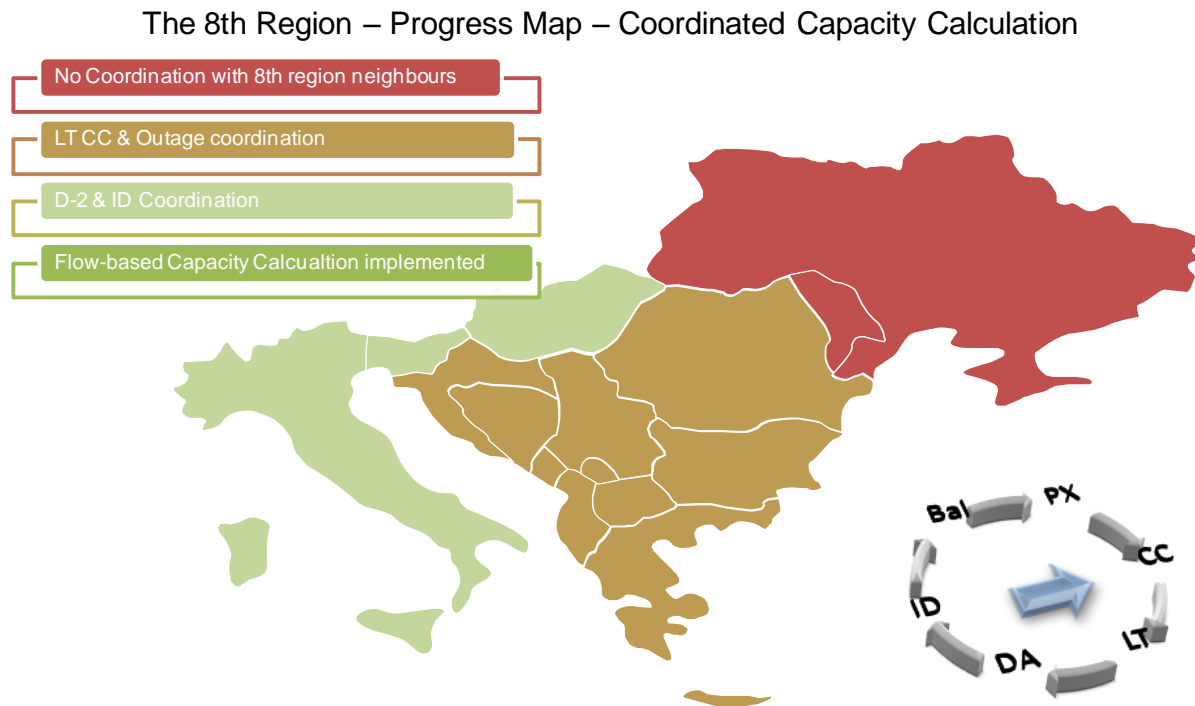 The 8th Region – Progress Map – Coordinated Capacity Calculation
No Coordination with 8th region neighbours
LT CC & Outage coordination
D-2 & ID Coordination
Flow-based Capacity Calcualtion implemented
Bal
PX
CC
ID
LT
DA